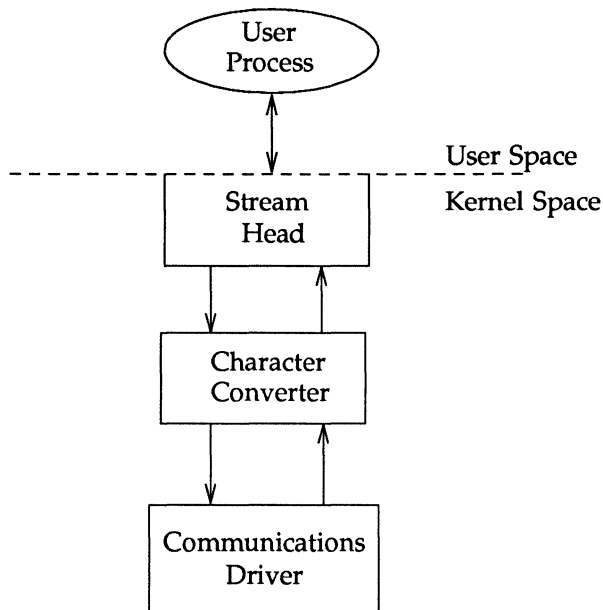 User
Process
User Space
Kernel Space
Stream
Head
Character
Converter
Communications
Driver